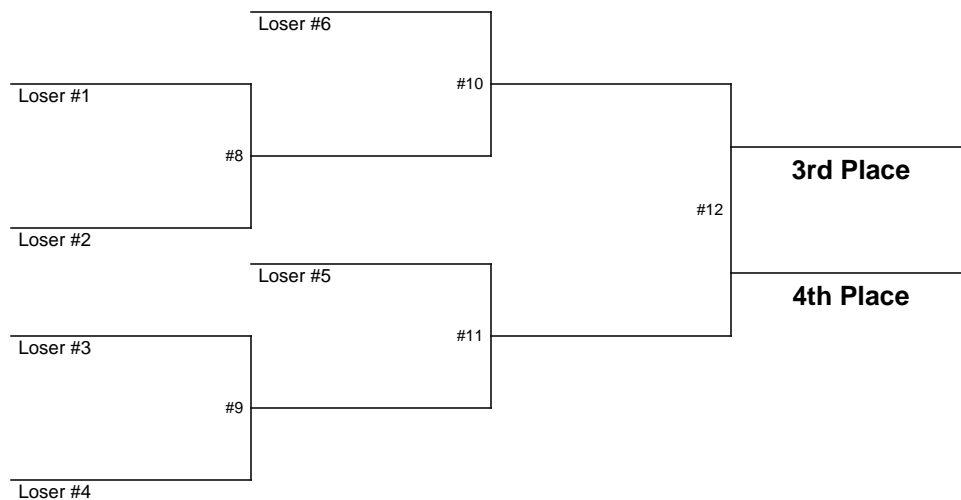 Loser #6
#10
Loser #1
#8
3rd Place
#12
Loser #2
Loser #5
4th Place
#11
Loser #3
#9
Loser #4